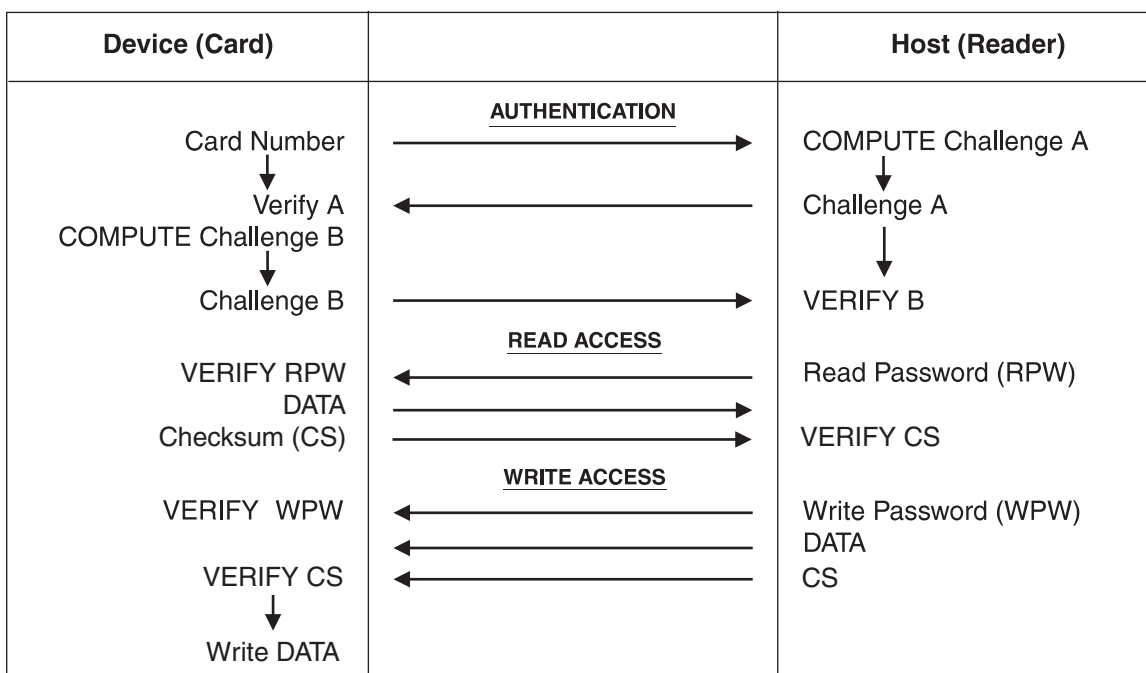 Device (Card) Host (Reader)
AUTHENTICATION
Card Number COMPUTE Challenge A
Verify A Challenge A
COMPUTE Challenge B
Challenge B VERIFY B
READ ACCESS
VERIFY RPW Read Password (RPW)
DATA
Checksum (CS) VERIFY CS
WRITE ACCESS
VERIFY WPW Write Password (WPW)
DATA
VERIFY CS CS
Write DATA